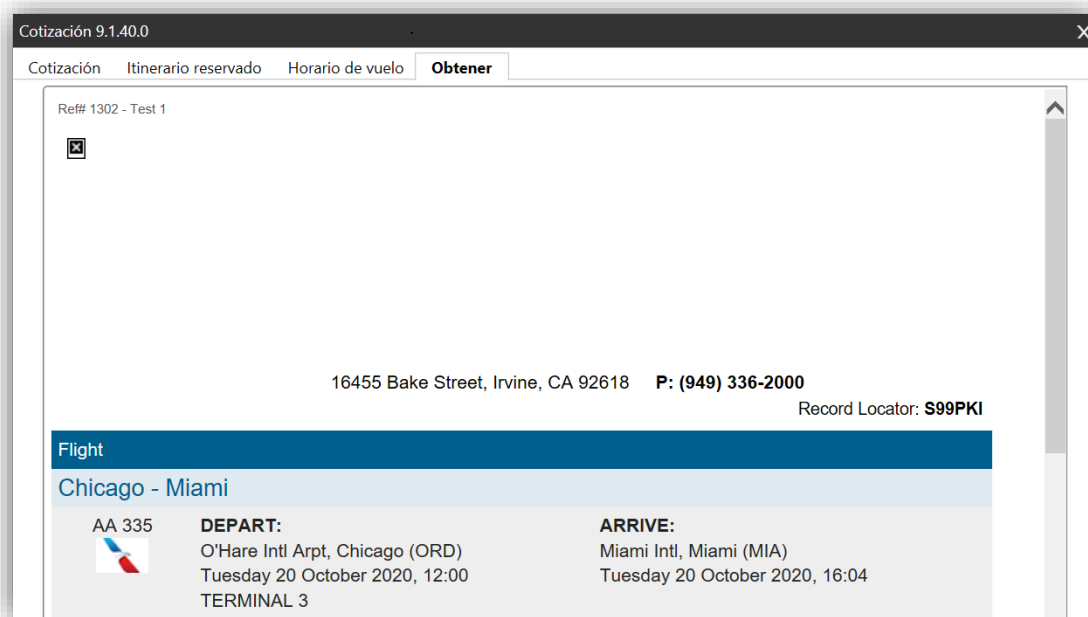 Cotización 9.1.40.0
X
Cotización Itinerario reservado Horario de vuelo Obtener
Ref# 1302 - Test 1
16455 Bake Street, Irvine, CA 92618 P: (949) 336-2000
Record Locator: S99PKI
Flight
Chicago - Miami
AA 335 DEPART: ARRIVE:
O'Hare Intl Arpt, Chicago (ORD) Miami Intl, Miami (MIA)
Tuesday 20 October 2020, 12:00 Tuesday 20 October 2020, 16:04
TERMINAL 3